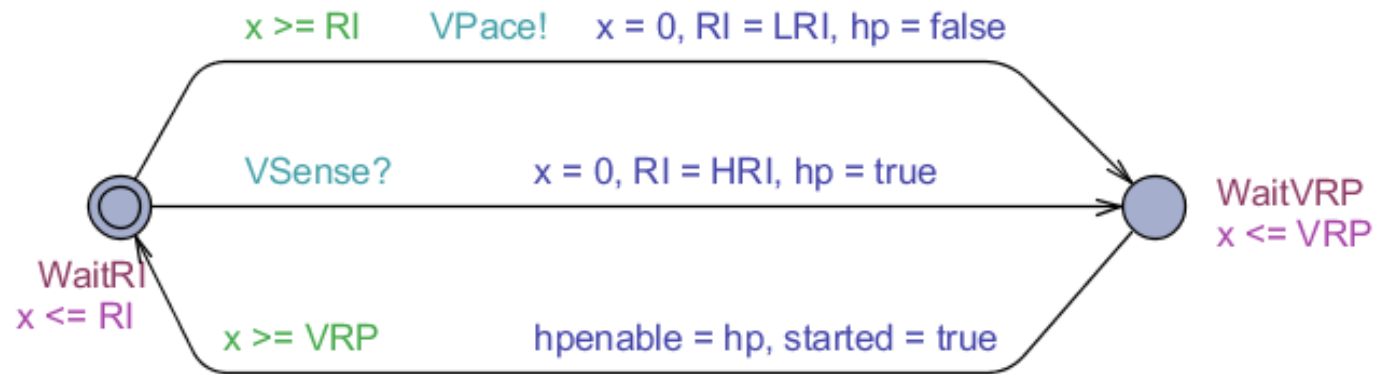 x >= RI VPace! x = 0, RI = LRI, hp = false
VSense? x = 0, RI = HRI, hp = true
WaitVRP
x <= VRP
WaitRI
x <= RI
x >= VRP hpenable = hp, started = true